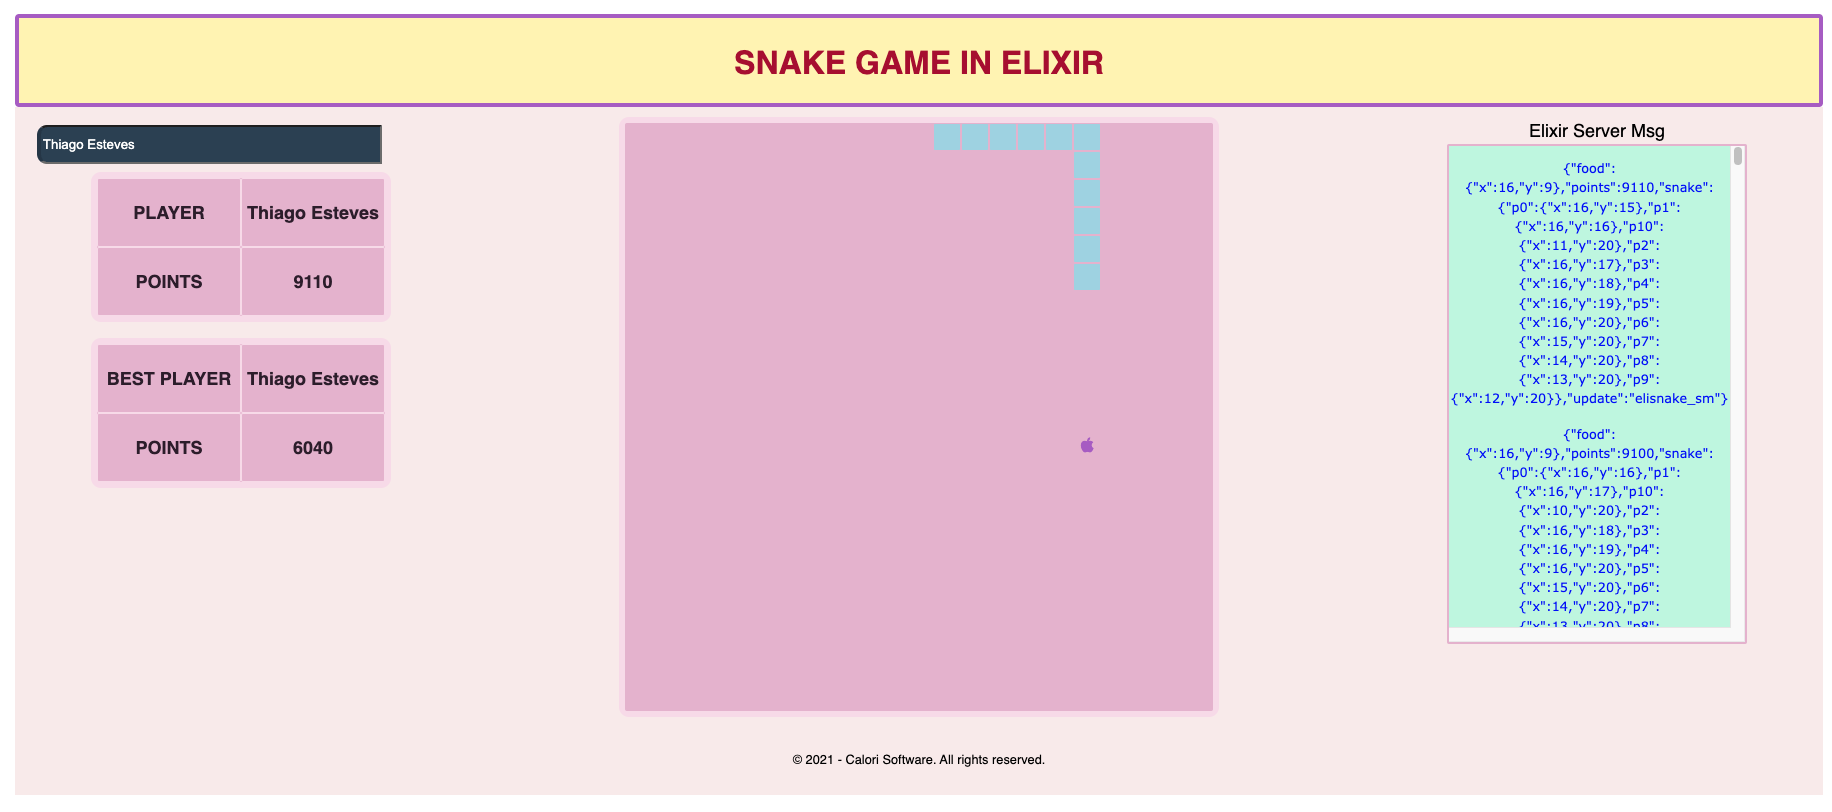 SNAKE GAME IN ELIXIR
Thiago Esteves
PLAYER Thiago Esteves
POINTS 9110
BEST PLAYER Thiago Esteves
POINTS 6040
Elixir Server Msg
{"food":
{"x":16,"y":9},"points":9110,"snake":
{"p0":{"x":16,"y":15},"p1":
{"x":16,"y":16},"p10":
{"x":11,"y":20},"p2":
{"x":16,"y":17},"p3":
{"x":16,"y":18},"p4":
{"x":16,"y":19},"p5":
{"x":16,"y":20},"p6":
{"x":15,"y":20},"p7":
{"x":14,"y":20},"p8":
{"x":13,"y":20},"p9":
{"x":12,"y":20}},"update":"elisnake_sm"}
{"food":
{"x":16,"y":9},"points":9100,"snake":
{"p0":{"x":16,"y":16},"p1":
{"x":16,"y":17},"p10":
{"x":10,"y":20},"p2":
{"x":16,"y":18},"p3":
{"x":16,"y":19},"p4":
{"x":16,"y":20},"p5":
{"x":15,"y":20},"p6":
{"x":14,"y":20},"p7":
{"x":13,"y":20},"p8":
© 2021 - Calori Software. All rights reserved.